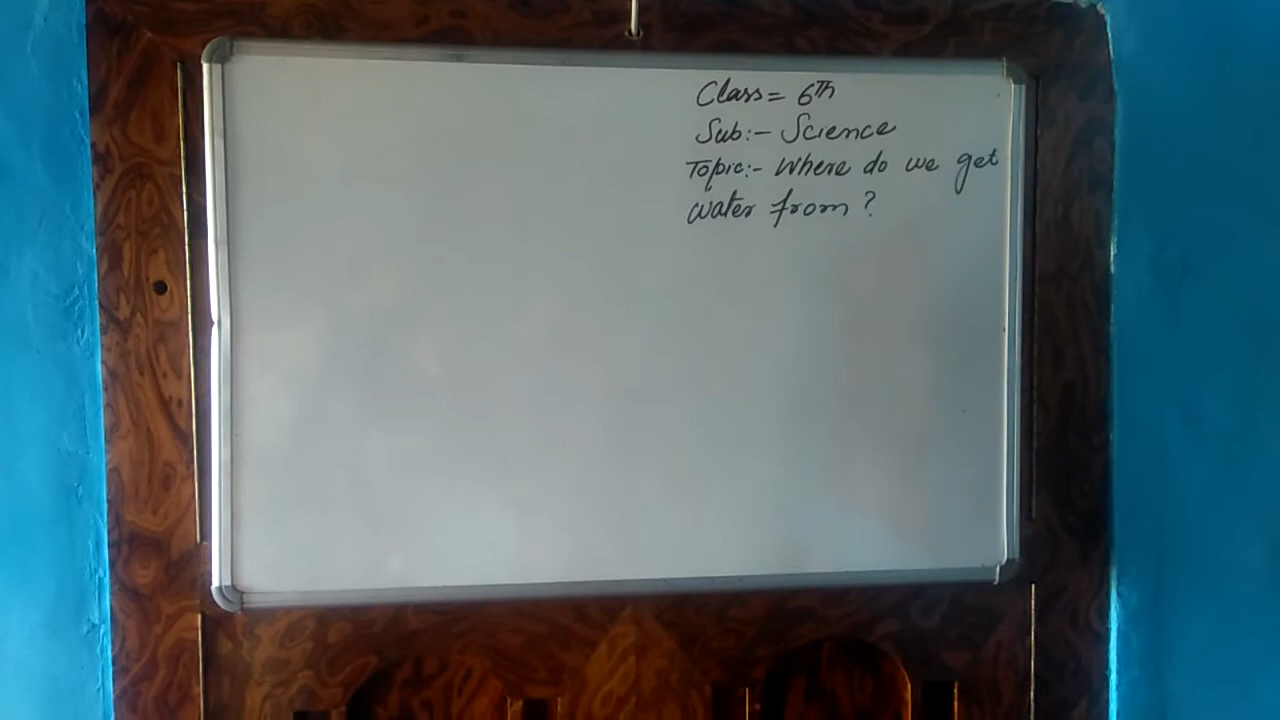 Class= 6th
Sub:- Science
Topic:- Where do we get
water from?